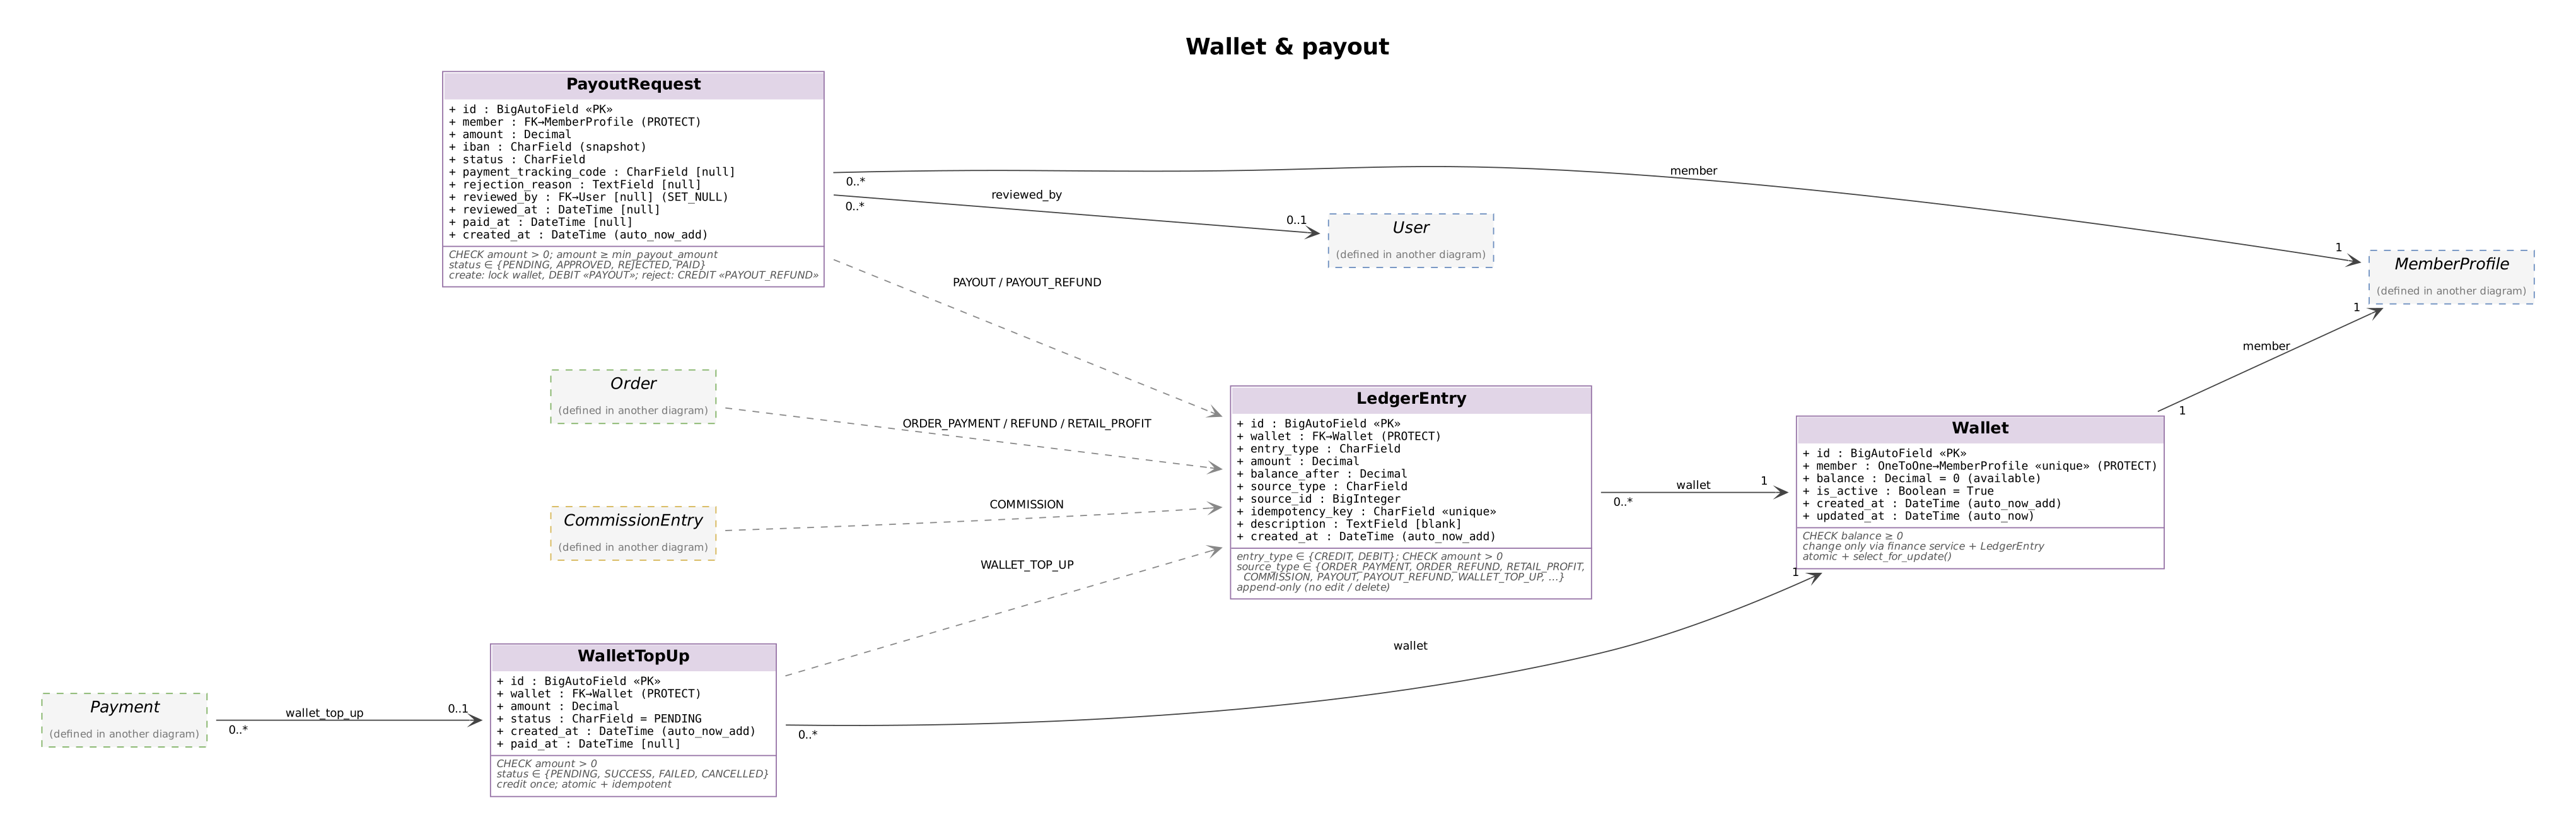 Wallet & payout
PayoutRequest
+ id : BigAutoField «PK»
+ member : FK→MemberProfile (PROTECT)
+ amount : Decimal
+ iban : CharField (snapshot)
+ status : CharField
+ payment_tracking_code : CharField [null]
+ rejection_reason : TextField [null]
+ reviewed_by : FK→User [null] (SET_NULL)
+ reviewed_at : DateTime [null]
+ paid_at : DateTime [null]
+ created_at : DateTime (auto_now_add)
CHECK amount > 0; amount ≥ min_payout_amount
status ∈ {PENDING, APPROVED, REJECTED, PAID}
create: lock wallet, DEBIT «PAYOUT»; reject: CREDIT «PAYOUT_REFUND»
0..*
member
1
0..*
reviewed_by
0..1
User
(defined in another diagram)
MemberProfile
(defined in another diagram)
1
member
1
PAYOUT / PAYOUT_REFUND
Order
(defined in another diagram)
ORDER_PAYMENT / REFUND / RETAIL_PROFIT
CommissionEntry
(defined in another diagram)
COMMISSION
WALLET_TOP_UP
LedgerEntry
+ id : BigAutoField «PK»
+ wallet : FK→Wallet (PROTECT)
+ entry_type : CharField
+ amount : Decimal
+ balance_after : Decimal
+ source_type : CharField
+ source_id : BigInteger
+ idempotency_key : CharField «unique»
+ description : TextField [blank]
+ created_at : DateTime (auto_now_add)
entry_type ∈ {CREDIT, DEBIT}; CHECK amount > 0
source_type ∈ {ORDER_PAYMENT, ORDER_REFUND, RETAIL_PROFIT,
COMMISSION, PAYOUT, PAYOUT_REFUND, WALLET_TOP_UP, ...}
append-only (no edit / delete)
0..*
wallet
1
Wallet
+ id : BigAutoField «PK»
+ member : OneToOne→MemberProfile «unique» (PROTECT)
+ balance : Decimal = 0 (available)
+ is_active : Boolean = True
+ created_at : DateTime (auto_now_add)
+ updated_at : DateTime (auto_now)
CHECK balance ≥ 0
change only via finance service + LedgerEntry
atomic + select_for_update()
1
wallet
0..*
WalletTopUp
+ id : BigAutoField «PK»
+ wallet : FK→Wallet (PROTECT)
+ amount : Decimal
+ status : CharField = PENDING
+ created_at : DateTime (auto_now_add)
+ paid_at : DateTime [null]
CHECK amount > 0
status ∈ {PENDING, SUCCESS, FAILED, CANCELLED}
credit once; atomic + idempotent
Payment
(defined in another diagram)
0..*
wallet_top_up
0..1